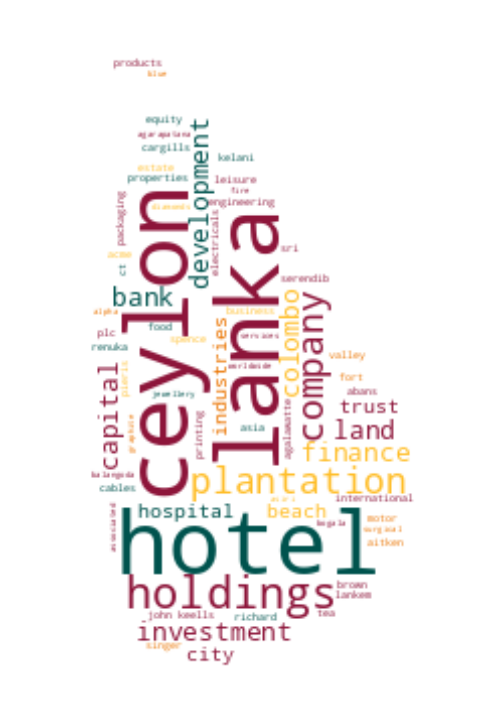 products
blue
equity
agarapatana
cargills
development
kelani
estate
properties
leisure
fire
packaging
ceylon
diamonds
engineering
electricals
lanka
sri
acme
ct
serendib
bank
colombo
company
alpha
business
industries
food
plc
spence
services
renuka
valley
worldwide
capital
pieris
fort
jewellery
abans
trust
graphite
printing
asia
agalawatte
land
finance
balangoda
plantation
cables
international
associated
hospital
beach
bogala
motor
surgical
hotel
aitken
holdings
brown
lankem
john keells
richard
tea
investment
singer
city